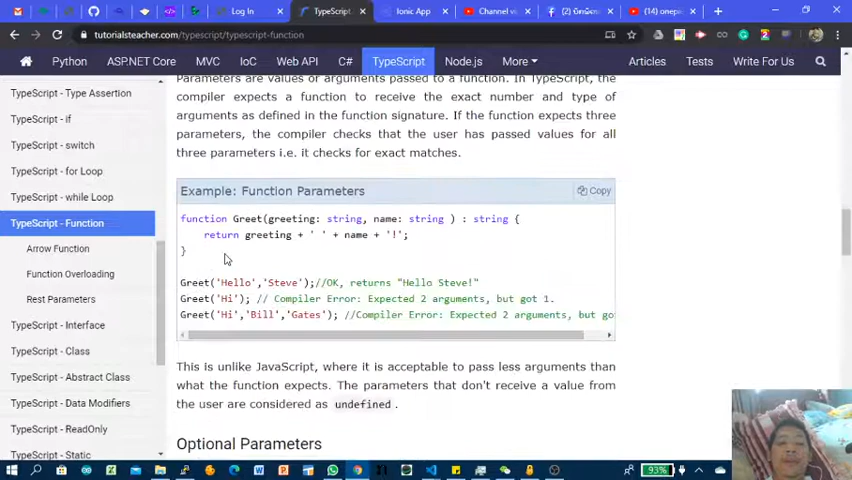 Log In
TypeScript
Ionic App
Channel v
(14) onepi
tutorialsteacher.com/typescript/typescript-function
Python ASP.NET Core MVC IoC Web API C# TypeScript Node.js More Articles Tests Write For Us
TypeScript - Type Assertion
TypeScript - if
TypeScript - switch
TypeScript - for Loop
TypeScript - while Loop
TypeScript - Function
Arrow Function
Function Overloading
Rest Parameters
TypeScript - Interface
TypeScript - Class
TypeScript - Abstract Class
TypeScript - Data Modifiers
TypeScript - ReadOnly
TypeScript - Static
Parameters are values or arguments passed to a function. In TypeScript, the
compiler expects a function to receive the exact number and type of
arguments as defined in the function signature. If the function expects three
parameters, the compiler checks that the user has passed values for all
three parameters i.e. it checks for exact matches.
Example: Function Parameters
Copy
function Greet(greeting: string, name: string ) : string {
return greeting + ' ' + name + '!';
}
Greet('Hello','Steve');//OK, returns "Hello Steve!"
Greet('Hi'); // Compiler Error: Expected 2 arguments, but got 1.
Greet('Hi','Bill','Gates'); //Compiler Error: Expected 2 arguments, but go
This is unlike JavaScript, where it is acceptable to pass less arguments than
what the function expects. The parameters that don't receive a value from
the user are considered as undefined.
Optional Parameters
93%